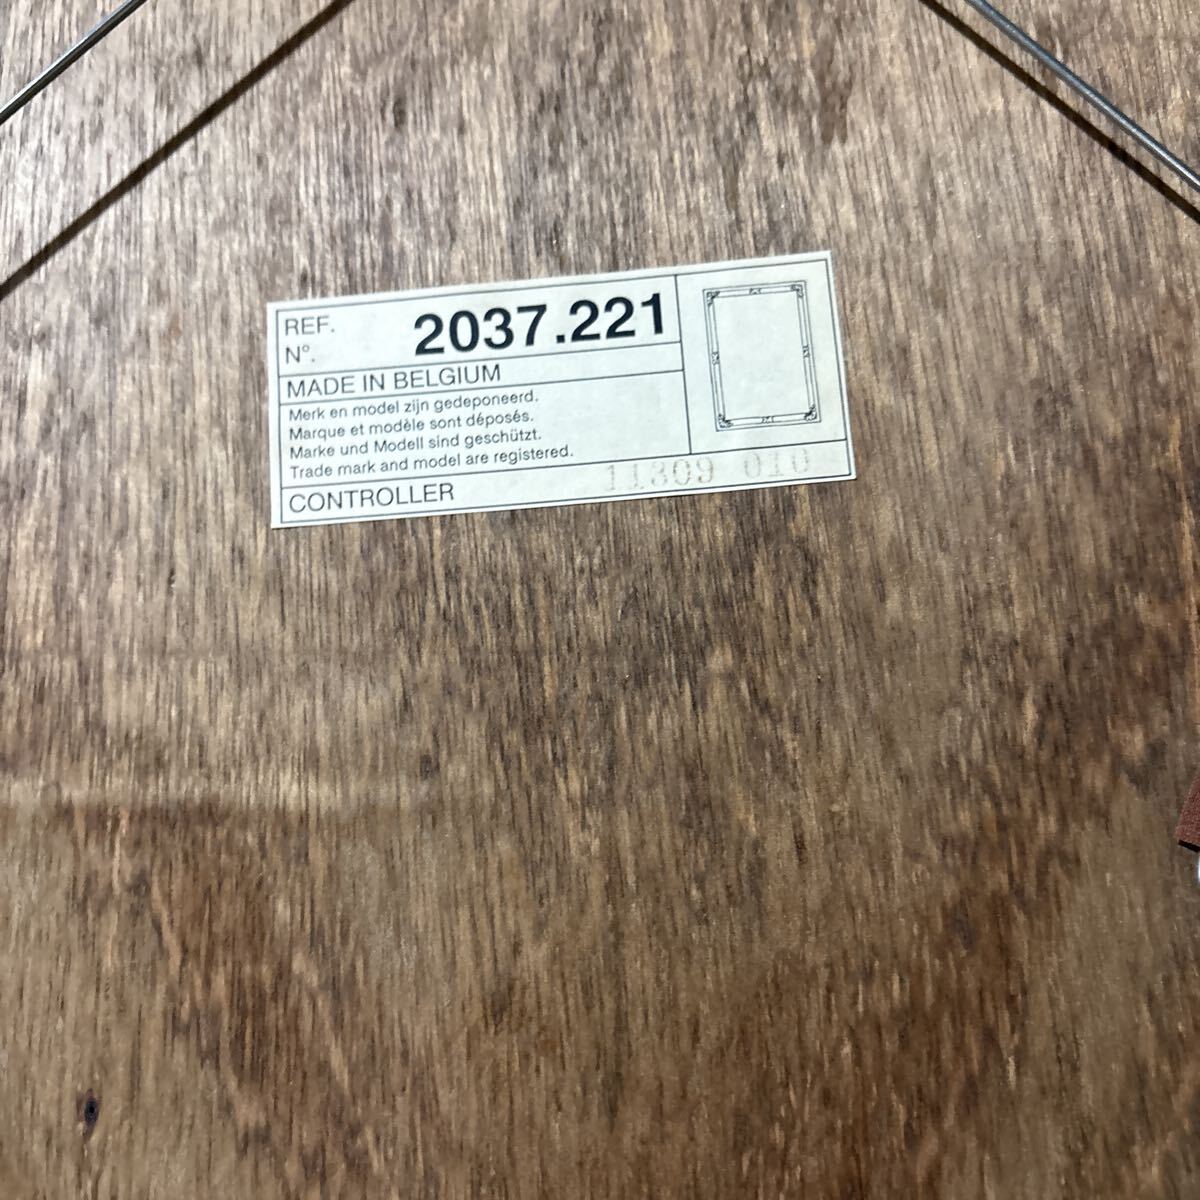 REF.
N°. 2037.221
MADE IN BELGIUM
Merk en model zijn gedeponeerd.
Marque et modèle sont déposés.
Marke und Modell sind geschützt.
Trade mark and model are registered.
CONTROLLER 11309 010